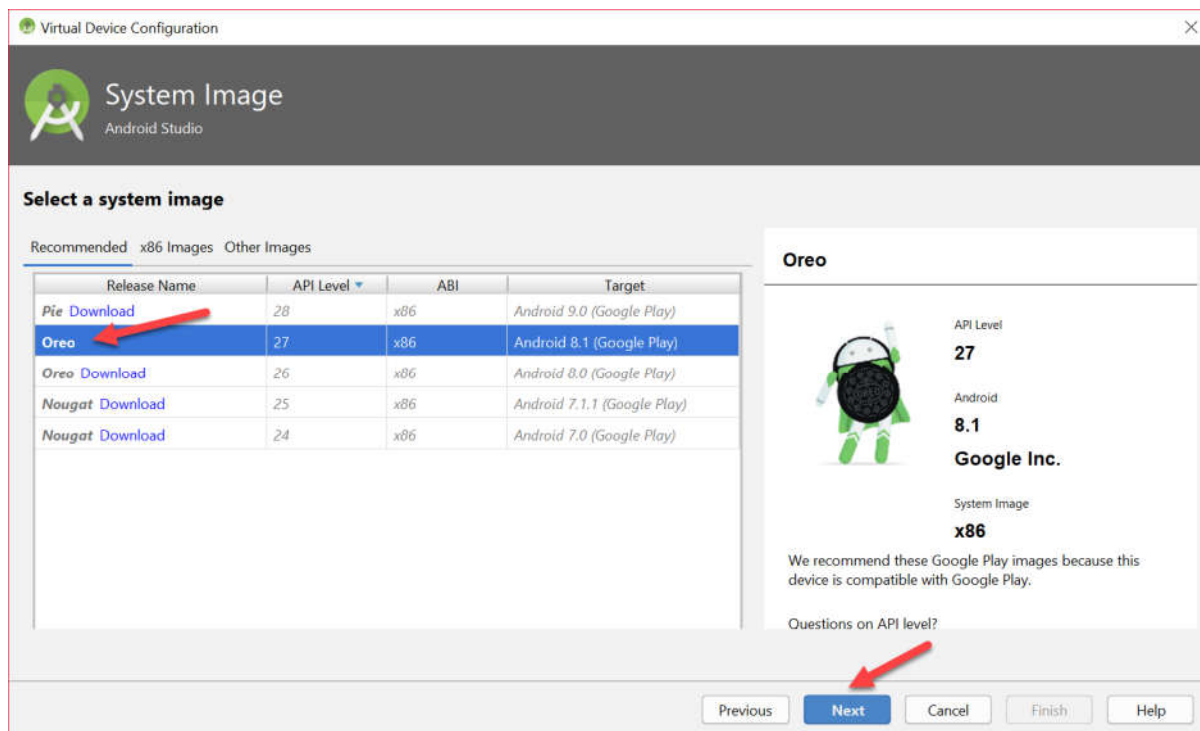 Virtual Device Configuration
System Image
Android Studio
Select a system image
Recommended x86 Images Other Images
Release Name API Level ABI Target
Pie Download 28 x86 Android 9.0 (Google Play)
Oreo 27 x86 Android 8.1 (Google Play)
Oreo Download 26 x86 Android 8.0 (Google Play)
Nougat Download 25 x86 Android 7.1.1 (Google Play)
Nougat Download 24 x86 Android 7.0 (Google Play)
Oreo
API Level
27
Android
8.1
Google Inc.
System Image
x86
We recommend these Google Play images because this
device is compatible with Google Play.
Questions on API level?
Previous Next Cancel Finish Help